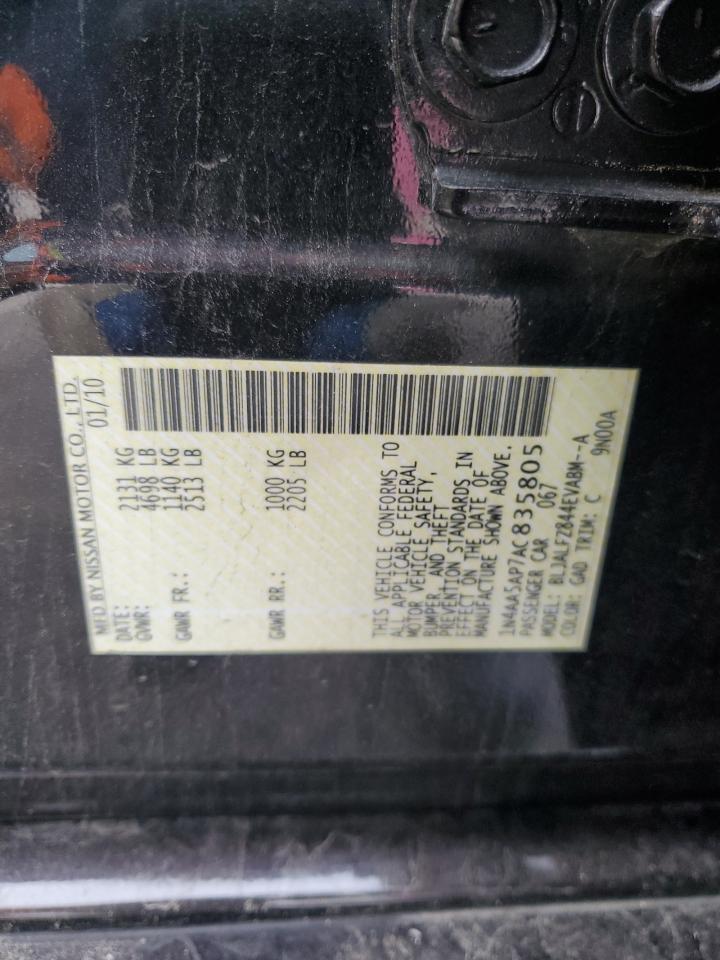 MFD BY NISSAN MOTOR CO., LTD.
DATE: 01/10
GVWR: 2131 KG
4698 LB
GAWR FR.: 1140 KG
2513 LB
GAWR RR.: 1000 KG
2205 LB
THIS VEHICLE CONFORMS TO
ALL APPLICABLE FEDERAL
MOTOR VEHICLE SAFETY,
BUMPER, AND THEFT
PREVENTION STANDARDS IN
EFFECT ON THE DATE OF
MANUFACTURE SHOWN ABOVE.
1N4AA5AP7AC835805
PASSENGER CAR 067
MODEL: BLJALFZ844EVABM--A
COLOR: GAD TRIM: C 9N00A